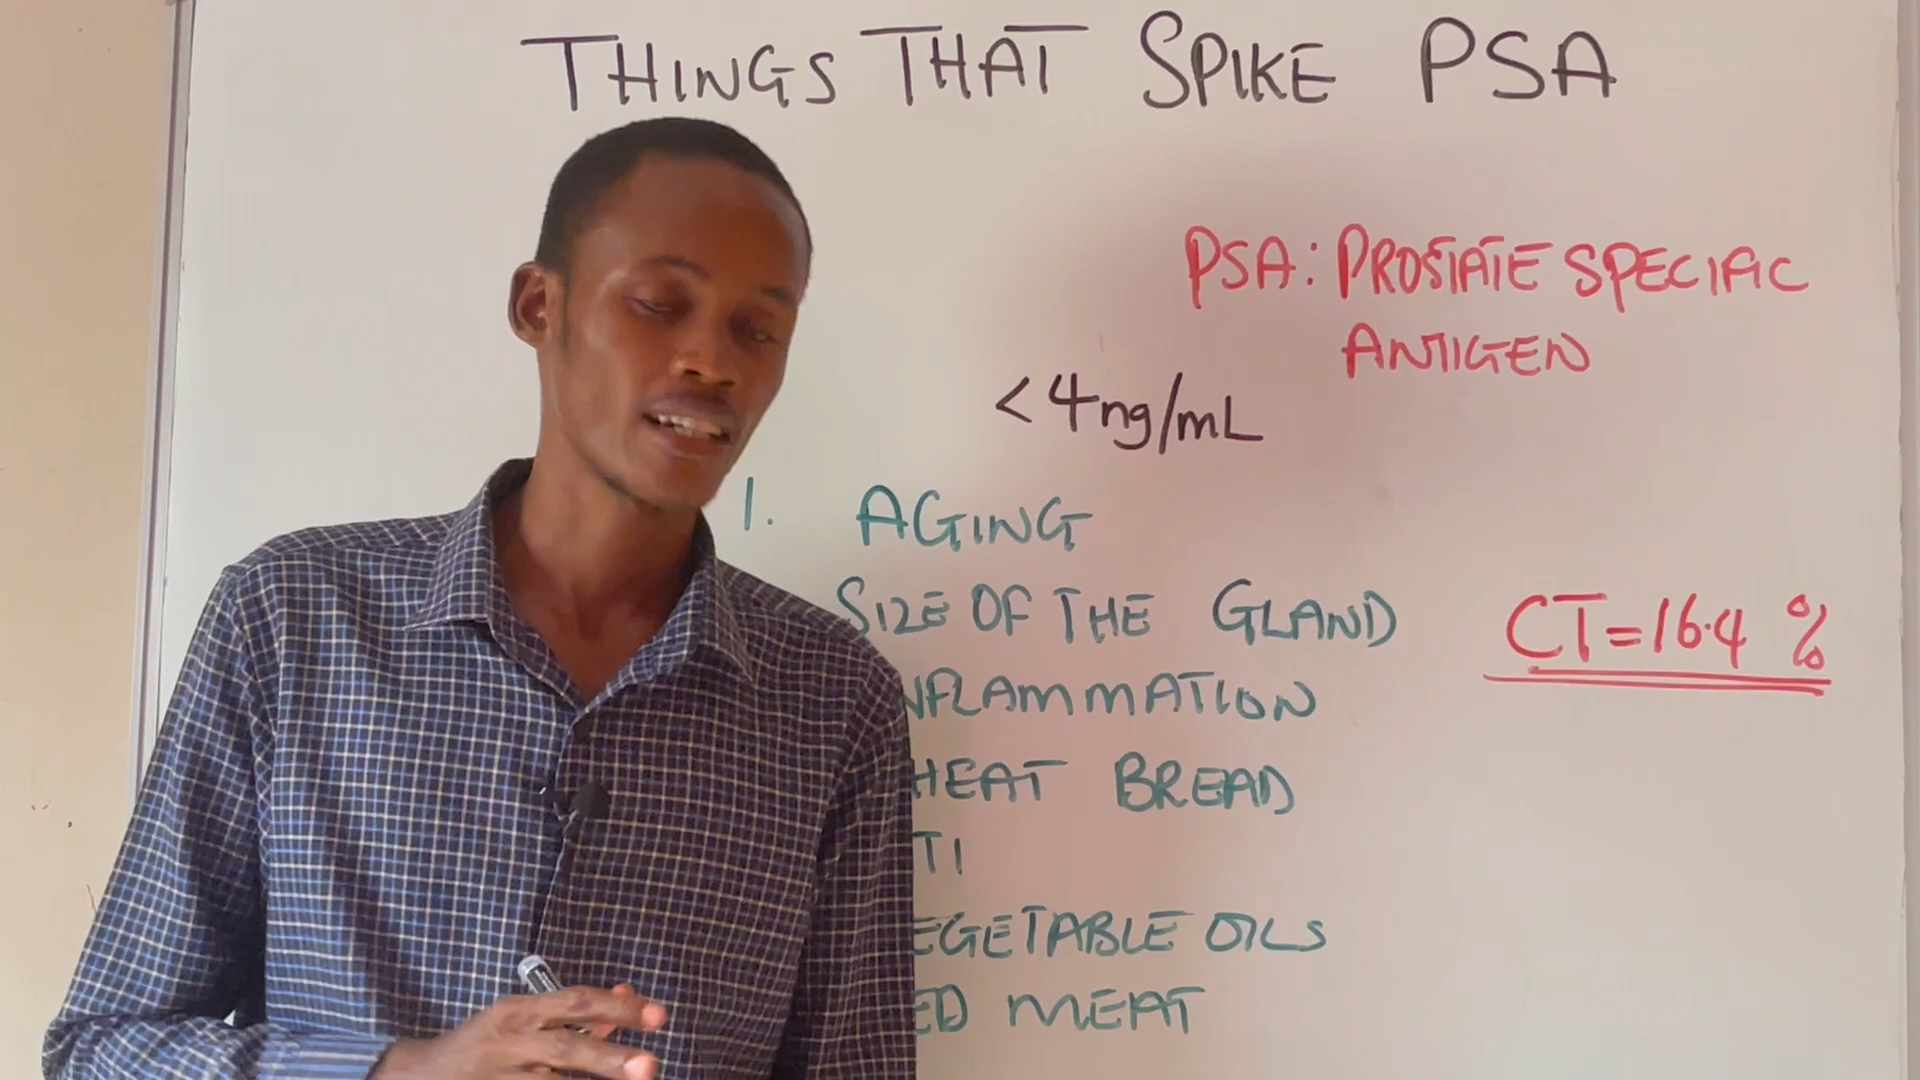 THINGS THAT SPIKE PSA
PSA: PROSTATE SPECIFIC
ANTIGEN
<4ng/mL
1. AGING
SIZE OF THE GLAND
CT=16.4 %
NFLAMMATION
HEAT BREAD
TI
EGETABLE OILS
ED MEAT